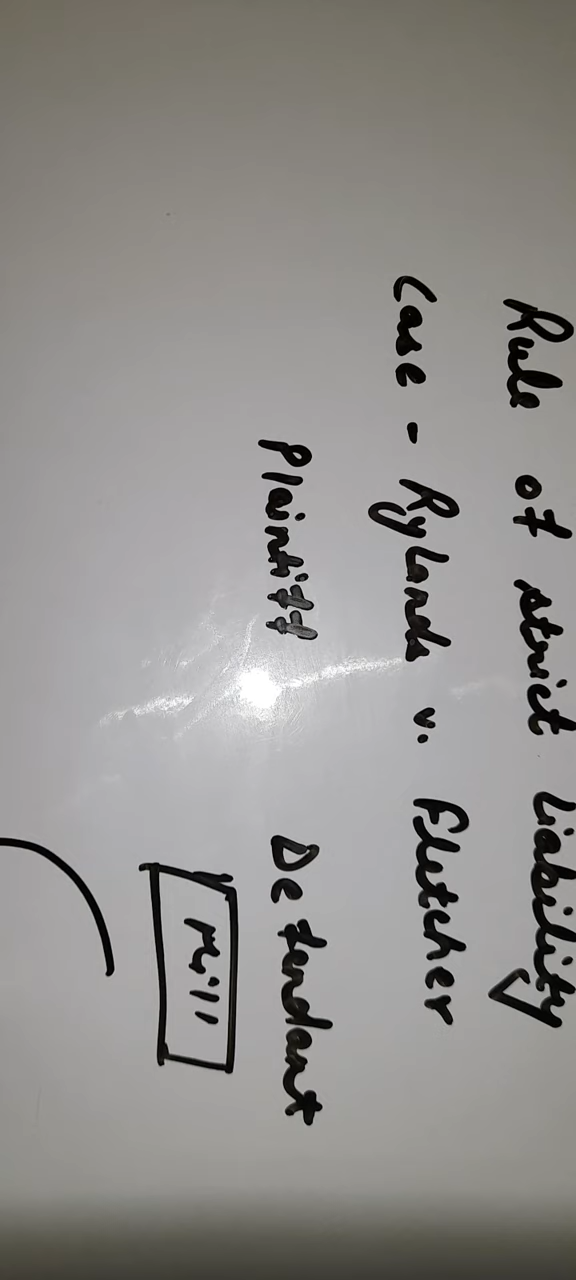 Rule of strict liability
Case - Rylands v. Fletcher
Plaintiff Defendant
Mill